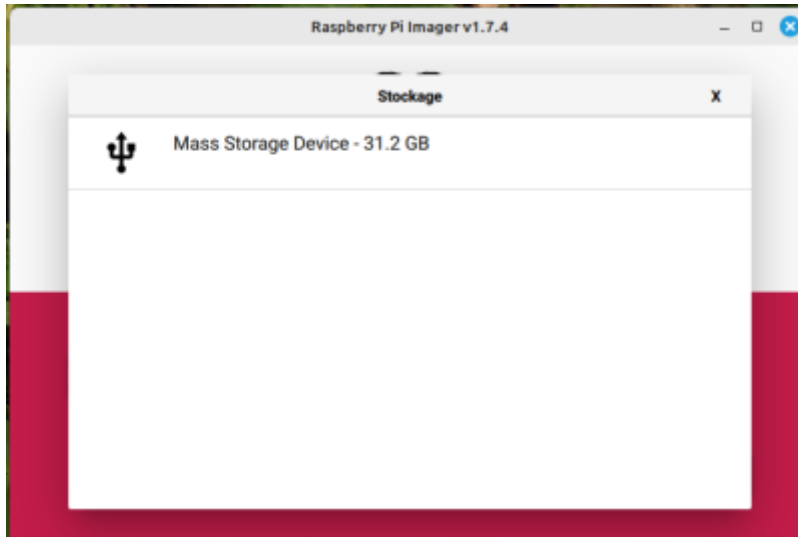 Raspberry Pi Imager v1.7.4
Stockage X
Mass Storage Device - 31.2 GB